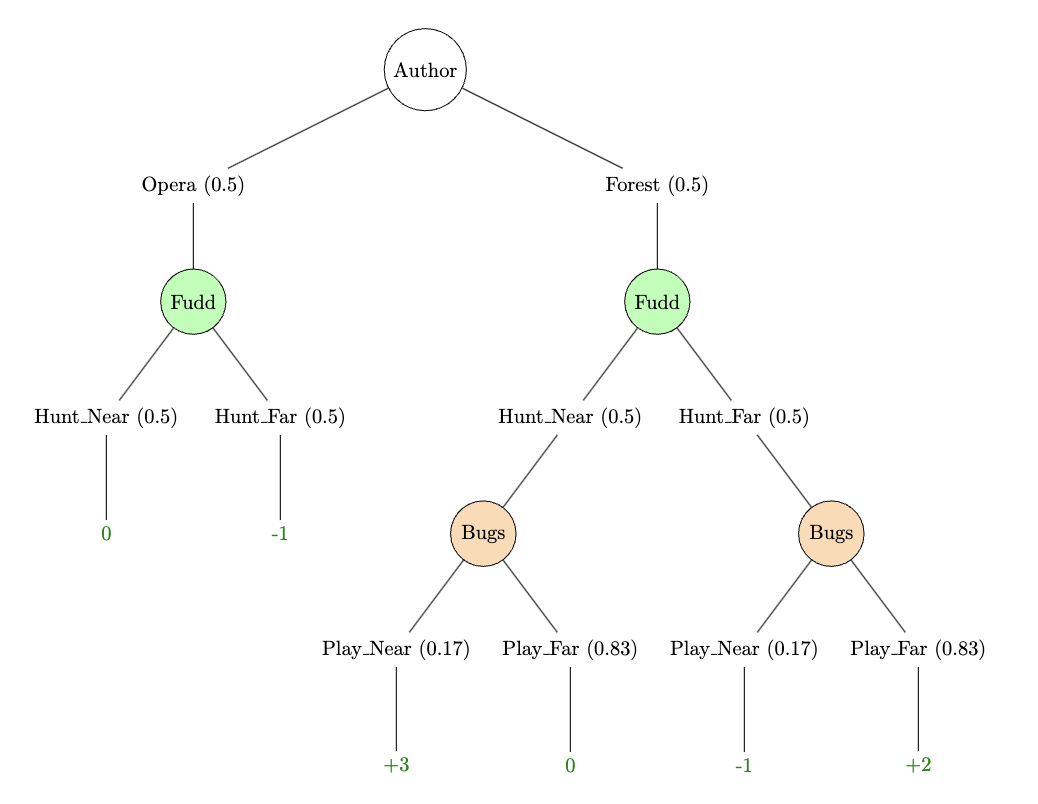 Author
Opera (0.5) Forest (0.5)
Fudd Fudd
Hunt_Near (0.5) Hunt_Far (0.5) Hunt_Near (0.5) Hunt_Far (0.5)
0 -1 Bugs Bugs
Play_Near (0.17) Play_Far (0.83) Play_Near (0.17) Play_Far (0.83)
+3 0 -1 +2